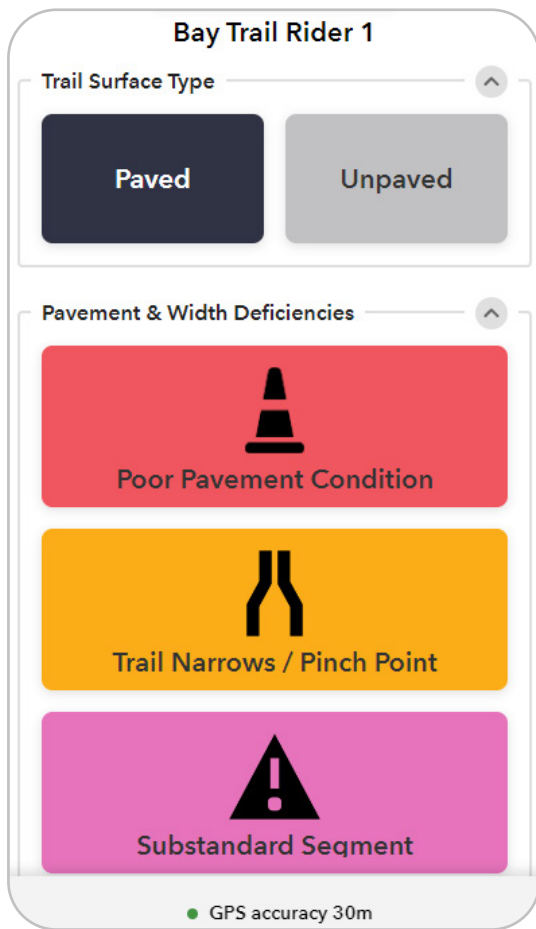 Bay Trail Rider 1
Trail Surface Type
Paved
Unpaved
Pavement & Width Deficiencies
Poor Pavement Condition
Trail Narrows / Pinch Point
Substandard Segment
GPS accuracy 30m